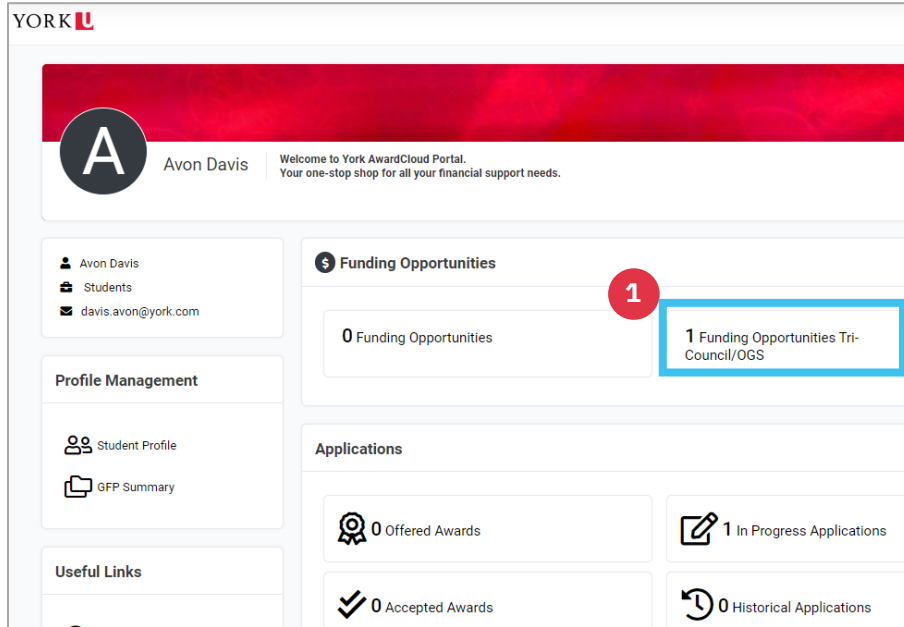 YORK U
A
Avon Davis
Welcome to York AwardCloud Portal.
Your one-stop shop for all your financial support needs.
Avon Davis
Students
davis.avon@york.com
Profile Management
Student Profile
GFP Summary
Useful Links
$ Funding Opportunities
1
0 Funding Opportunities
1 Funding Opportunities Tri-
Council/OGS
Applications
0 Offered Awards
1 In Progress Applications
0 Accepted Awards
0 Historical Applications